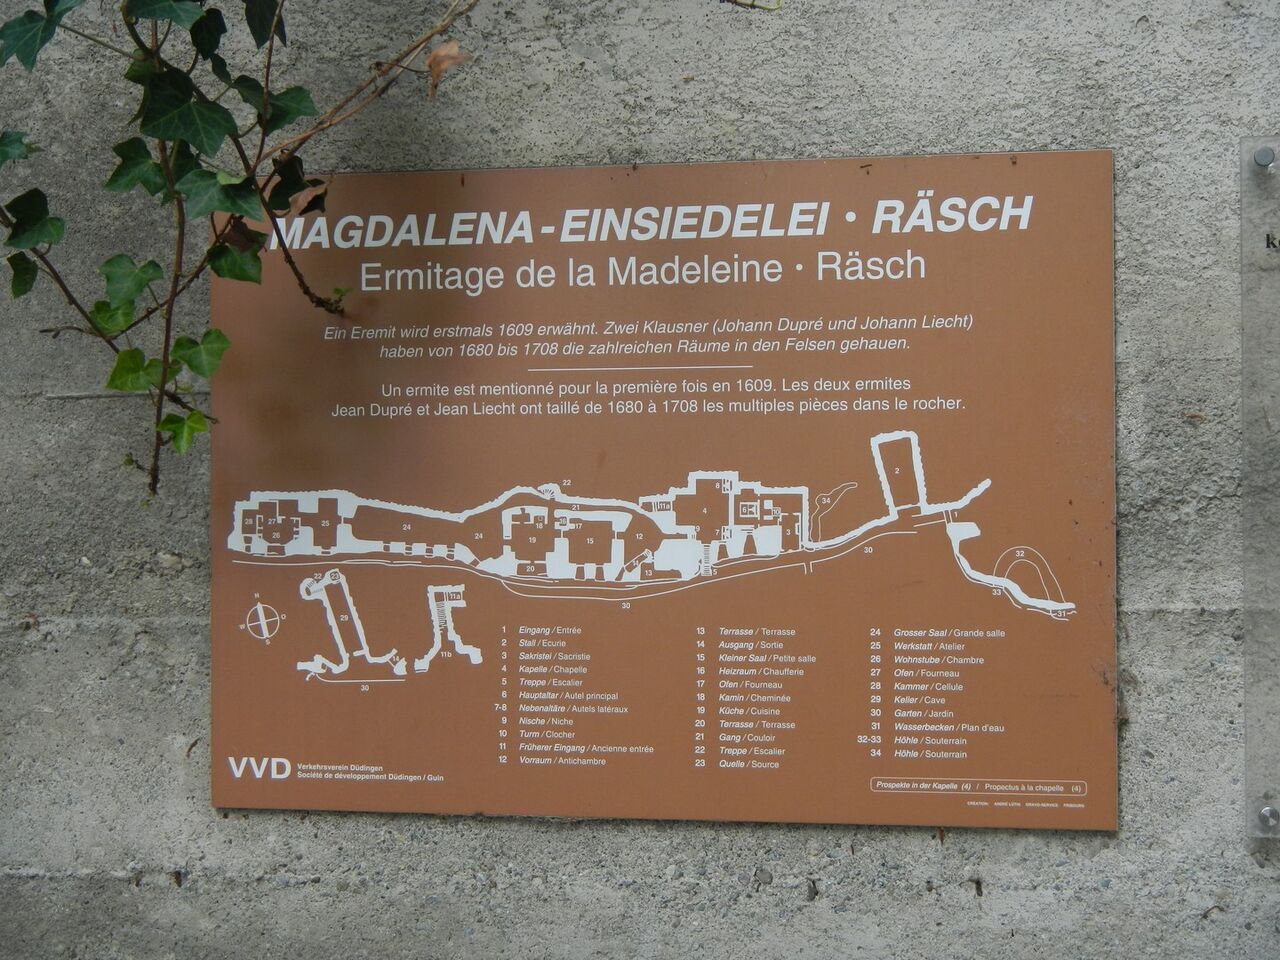 MAGDALENA - EINSIEDELEI • RÄSCH
Ermitage de la Madeleine • Räsch
Ein Eremit wird erstmals 1609 erwähnt. Zwei Klausner (Johann Dupré und Johann Liecht)
haben von 1680 bis 1708 die zahlreichen Räume in den Felsen gehauen.
Un ermite est mentionné pour la première fois en 1609. Les deux ermites
Jean Dupré et Jean Liecht ont taillé de 1680 à 1708 les multiples pièces dans le rocher.
1 Eingang / Entrée
2 Stall / Ecurie
3 Sakristei / Sacristie
4 Kapelle / Chapelle
5 Treppe / Escalier
6 Hauptaltar / Autel principal
7-8 Nebenaltäre / Autels latéraux
9 Nische / Niche
10 Turm / Clocher
11 Früherer Eingang / Ancienne entrée
12 Vorraum / Antichambre
13 Terrasse / Terrasse
14 Ausgang / Sortie
15 Kleiner Saal / Petite salle
16 Heizraum / Chaufferie
17 Ofen / Fourneau
18 Kamin / Cheminée
19 Küche / Cuisine
20 Terrasse / Terrasse
21 Gang / Couloir
22 Treppe / Escalier
23 Quelle / Source
24 Grosser Saal / Grande salle
25 Werkstatt / Atelier
26 Wohnstube / Chambre
27 Ofen / Fourneau
28 Kammer / Cellule
29 Keller / Cave
30 Garten / Jardin
31 Wasserbecken / Plan d'eau
32-33 Höhle / Souterrain
34 Höhle / Souterrain
VVD Verkehrsverein Düdingen
Société de développement Düdingen / Guin
Prospekte in der Kapelle (4) / Propectus à la chapelle (4)
CREATION ANDRÉ LÜTHI GRAVO-SERVICE FRIBOURG